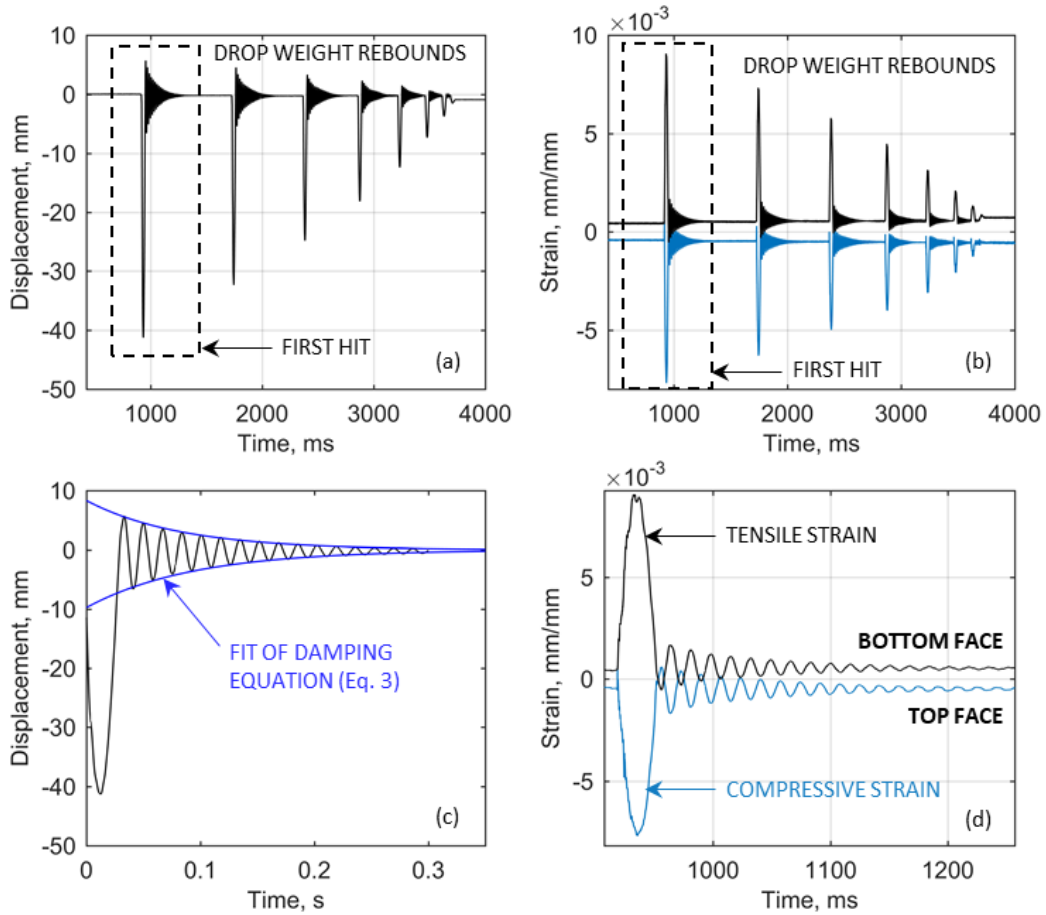 10
0
-10
-20
-30
-40
-50
Displacement, mm
DROP WEIGHT REBOUNDS
FIRST HIT
(a)
1000
2000
3000
4000
Time, ms
×10⁻³
10
5
0
-5
Strain, mm/mm
DROP WEIGHT REBOUNDS
FIRST HIT
(b)
1000
2000
3000
4000
Time, ms
10
0
-10
-20
-30
-40
-50
Displacement, mm
FIT OF DAMPING
EQUATION (Eq. 3)
(c)
0
0.1
0.2
0.3
Time, s
×10⁻³
5
0
-5
Strain, mm/mm
TENSILE STRAIN
BOTTOM FACE
TOP FACE
COMPRESSIVE STRAIN
(d)
1000
1100
1200
Time, ms